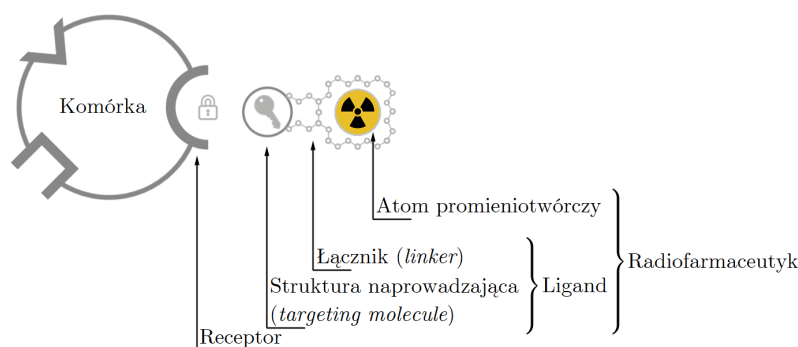 Komórka
Atom promieniotwórczy
Łącznik (linker)
Struktura naprowadzająca
(targeting molecule)
Ligand
Radiofarmaceutyk
Receptor